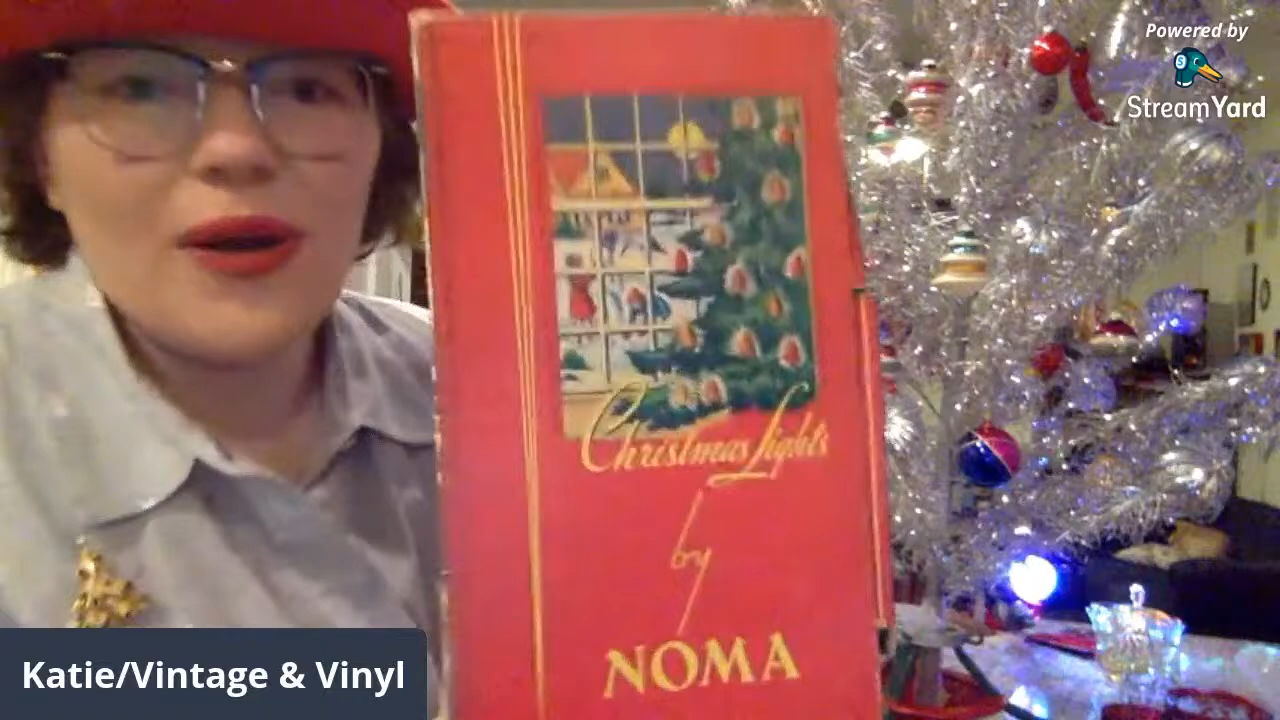 Powered by
StreamYard
Christmas Lights
by
NOMA
Katie/Vintage & Vinyl